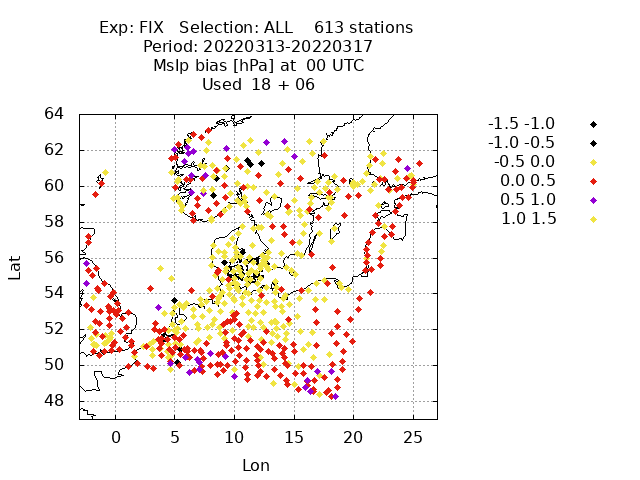 Exp: FIX   Selection: ALL    613 stations
Period: 20220313-20220317
Mslp bias [hPa] at  00 UTC
Used  18 + 06
-1.5 -1.0
-1.0 -0.5
-0.5 0.0
0.0 0.5
0.5 1.0
1.0 1.5
64
62
60
58
56
54
52
50
48
Lat
0 5 10 15 20 25
Lon